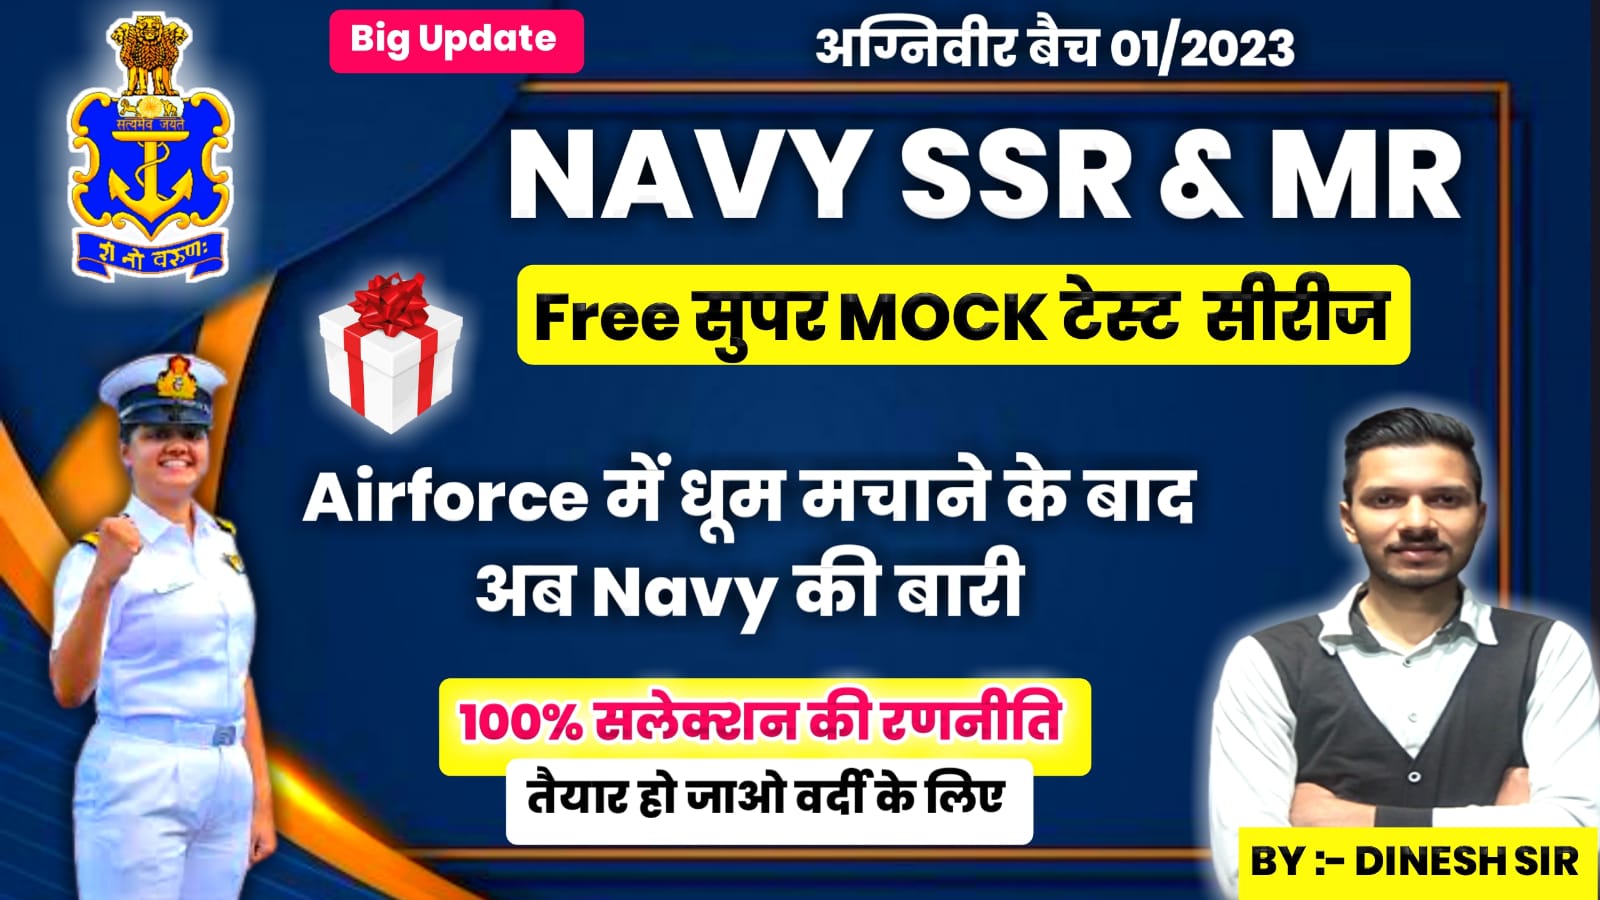 Big Update
अग्निवीर बैच 01/2023
सत्यमेव जयते
शं नो वरुणः
NAVY SSR & MR
Free सुपर MOCK टेस्ट सीरीज
Airforce में धूम मचाने के बाद
अब Navy की बारी
100% सलेक्शन की रणनीति
तैयार हो जाओ वर्दी के लिए
BY :- DINESH SIR